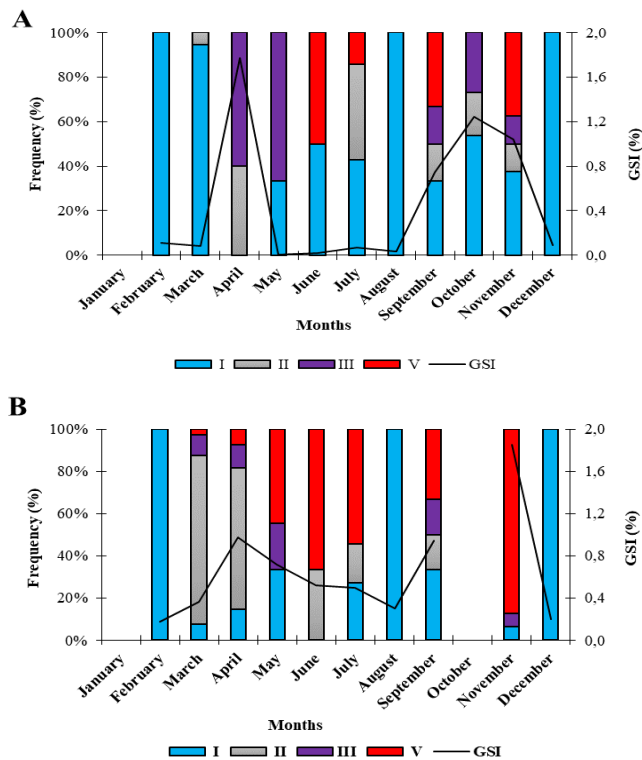 A
100%
80%
60%
40%
20%
0%
Frequency (%)
2,0
1,6
1,2
0,8
0,4
0,0
GSI (%)
January
February
March
April
May
June
July
August
September
October
November
December
Months
I II III V GSI
B
100%
80%
60%
40%
20%
0%
Frequency (%)
2,0
1,6
1,2
0,8
0,4
0,0
GSI (%)
January
February
March
April
May
June
July
August
September
October
November
December
Months
I II III V GSI